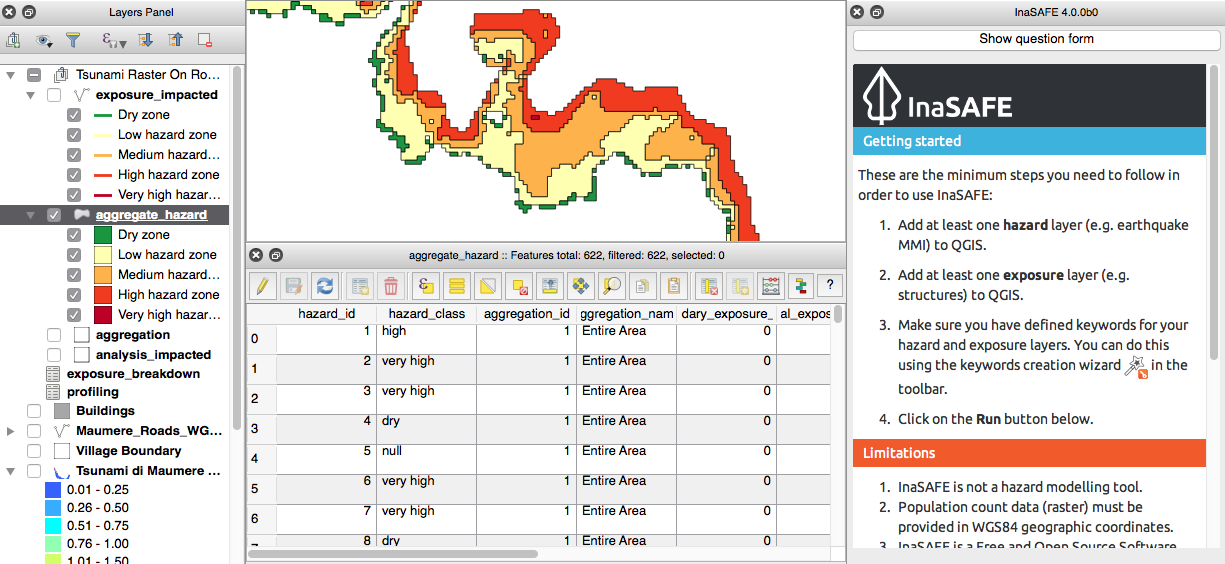 Layers Panel
Tsunami Raster On Ro...
exposure_impacted
Dry zone
Low hazard zone
Medium hazard...
High hazard zone
Very high hazar...
aggregate_hazard
Dry zone
Low hazard zone
Medium hazard...
High hazard zone
Very high hazar...
aggregation
analysis_impacted
exposure_breakdown
profiling
Buildings
Maumere_Roads_WG...
Village Boundary
Tsunami di Maumere ...
0.01 - 0.25
0.26 - 0.50
0.51 - 0.75
0.76 - 1.00
1.01 - 1.50
aggregate_hazard :: Features total: 622, filtered: 622, selected: 0
hazard_id hazard_class aggregation_id ggregation_nam dary_exposure_ al_expos
0 1 high 1 Entire Area 0
1 2 very high 1 Entire Area 0
2 3 very high 1 Entire Area 0
3 4 dry 1 Entire Area 0
4 5 null 1 Entire Area 0
5 6 very high 1 Entire Area 0
6 7 very high 1 Entire Area 0
7 8 dry 1 Entire Area 0
InaSAFE 4.0.0b0
Show question form
InaSAFE
Getting started
These are the minimum steps you need to follow in
order to use InaSAFE:
1. Add at least one hazard layer (e.g. earthquake
MMI) to QGIS.
2. Add at least one exposure layer (e.g.
structures) to QGIS.
3. Make sure you have defined keywords for your
hazard and exposure layers. You can do this
using the keywords creation wizard in the
toolbar.
4. Click on the Run button below.
Limitations
1. InaSAFE is not a hazard modelling tool.
2. Population count data (raster) must be
provided in WGS84 geographic coordinates.
3. InaSAFE is a Free and Open Source Software